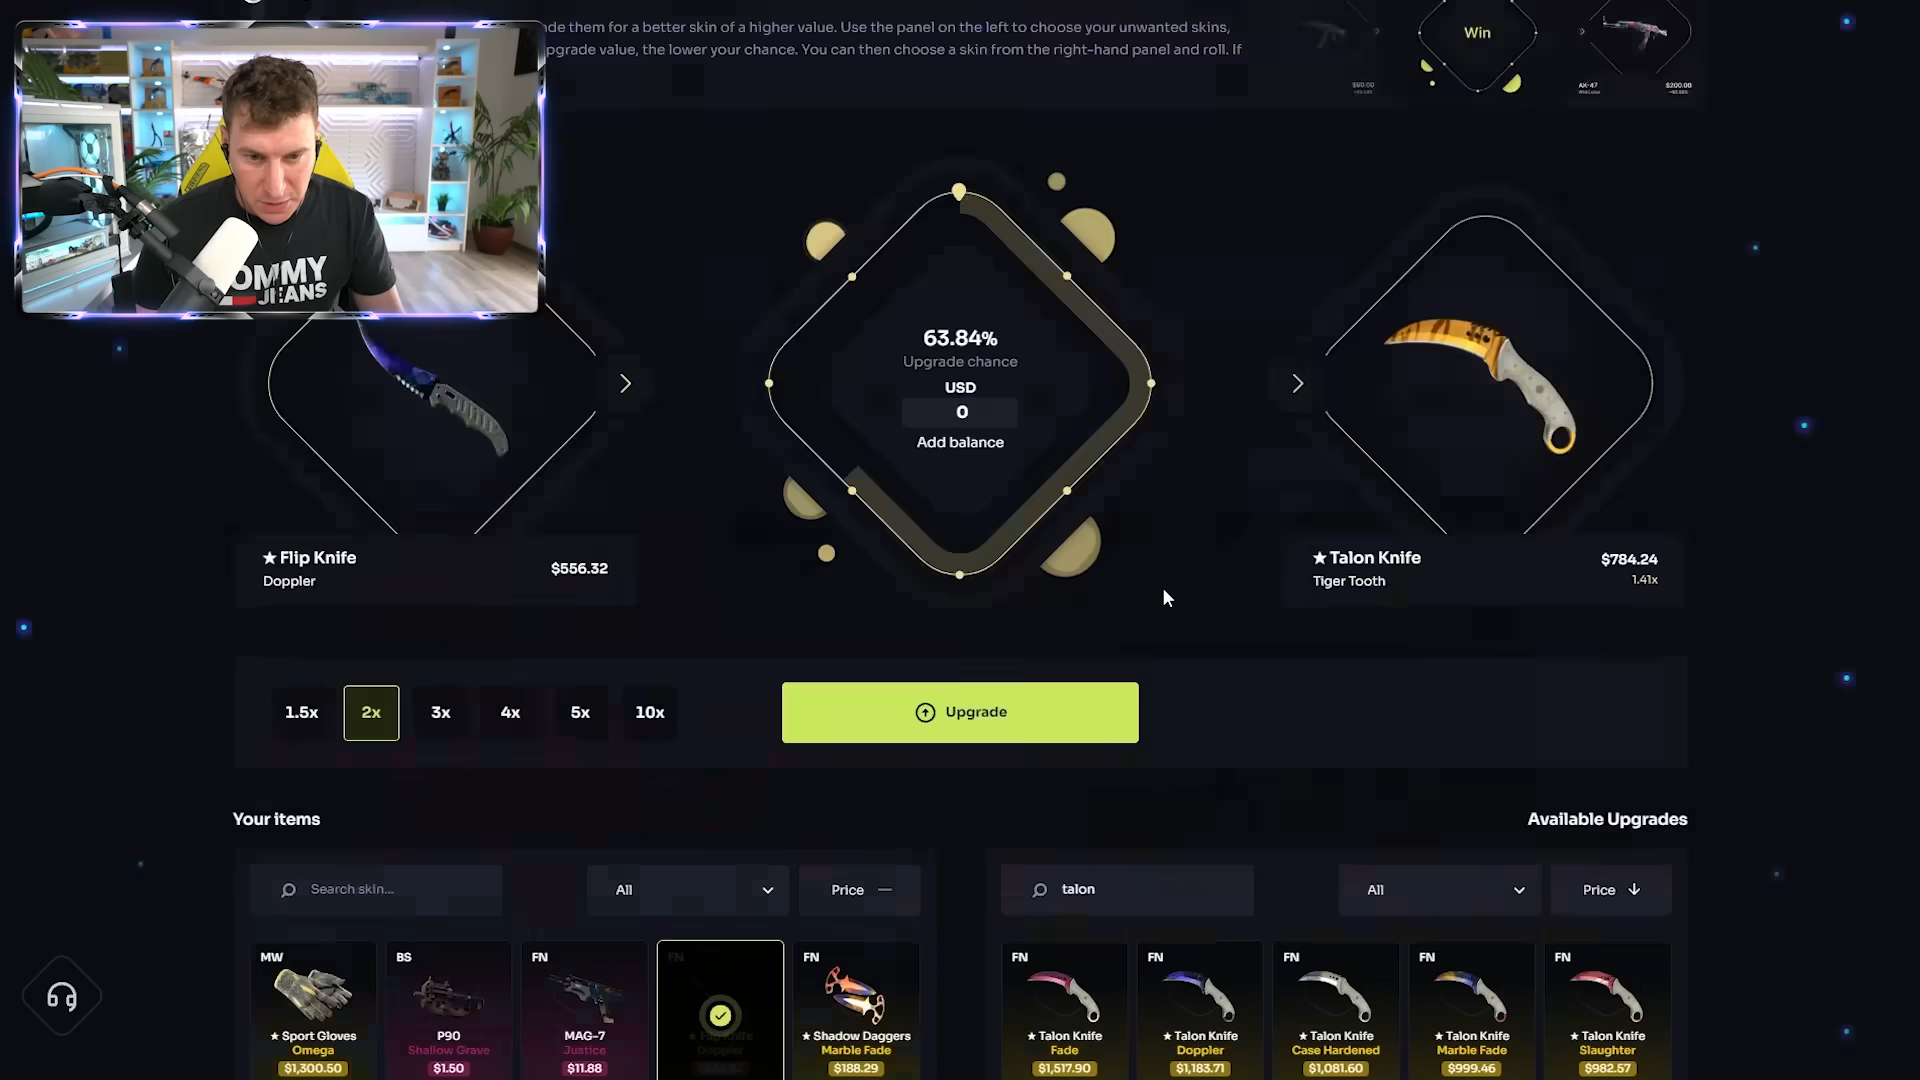 de them for a better skin of a higher value. Use the panel on the left to choose your unwanted skins,
pgrade value, the lower your chance. You can then choose a skin from the right-hand panel and roll. If
Win
AK-47
$200.00
OMMY
JEANS
63.84%
Upgrade chance
USD
0
Add balance
★ Flip Knife
Doppler
$556.32
★ Talon Knife
Tiger Tooth
$784.24
1.41x
1.5x 2x 3x 4x 5x 10x
Upgrade
Your items
Available Upgrades
Search skin...
All
Price
talon
All
Price
MW
★ Sport Gloves
Omega
$1,300.50
BS
P90
Shallow Grave
$1.50
FN
MAG-7
Justice
$11.88
FN
Doppler
FN
★ Shadow Daggers
Marble Fade
$188.29
FN
★ Talon Knife
Fade
$1,517.90
FN
★ Talon Knife
Doppler
$1,183.71
FN
★ Talon Knife
Case Hardened
$1,081.60
FN
★ Talon Knife
Marble Fade
$999.46
FN
★ Talon Knife
Slaughter
$982.57